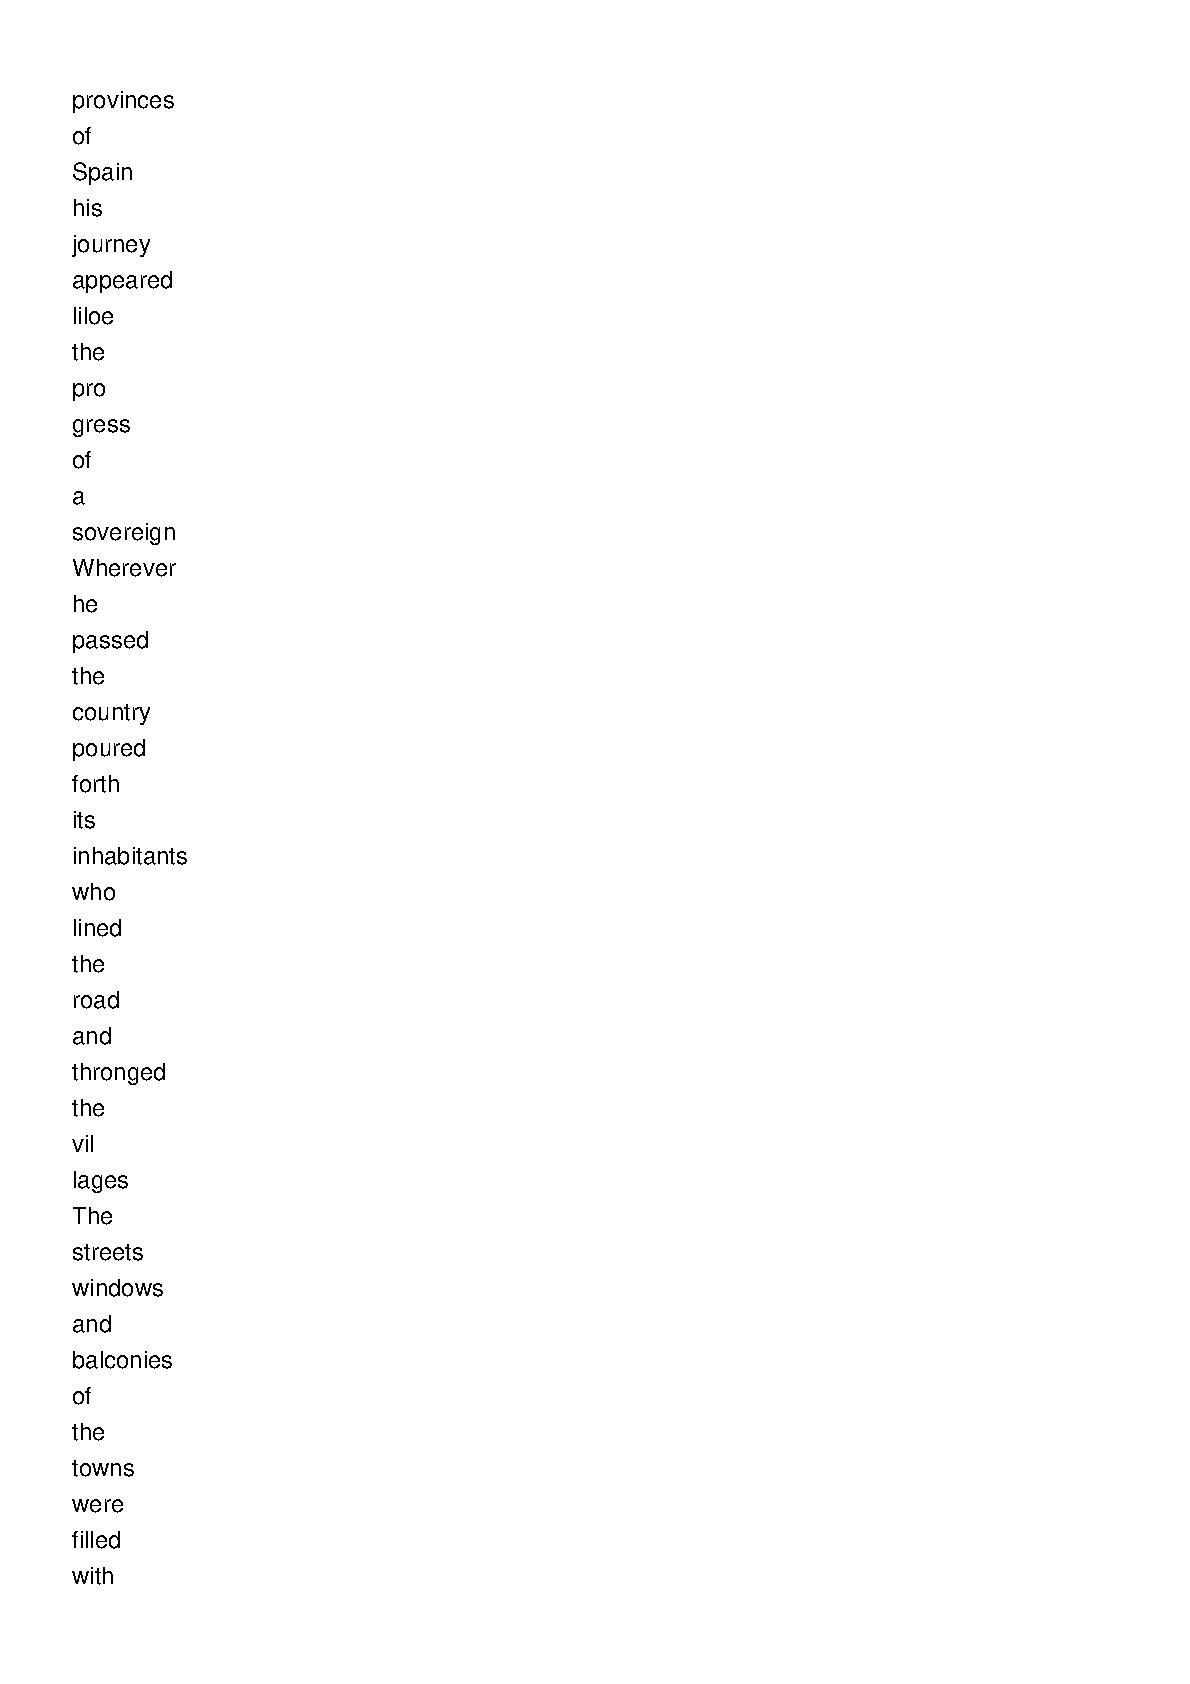 provinces
of
Spain
his
journey
appeared
liloe
the
pro
gress
of
a
sovereign
Wherever
he
passed
the
country
poured
forth
its
inhabitants
who
lined
the
road
and
thronged
the
vil
lages
The
streets
windows
and
balconies
of
the
towns
were
filled
with